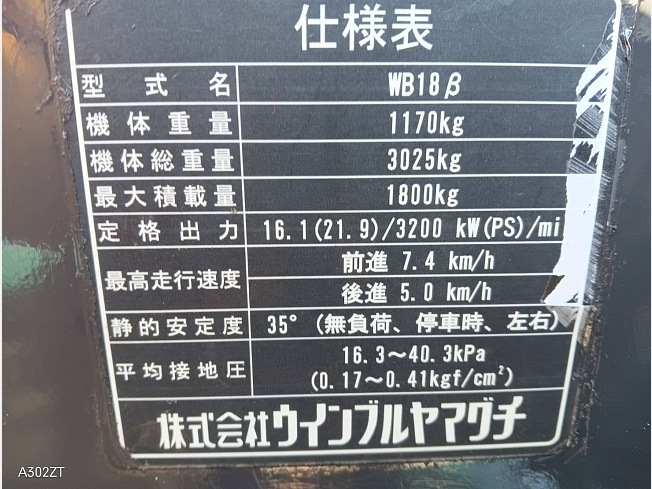 仕様表
型式名 WB18β
機体重量 1170kg
機体総重量 3025kg
最大積載量 1800kg
定格出力 16.1(21.9)/3200 kW(PS)/mi
最高走行速度 前進 7.4 km/h
後進 5.0 km/h
静的安定度 35° (無負荷、停車時、左右)
平均接地圧 16.3～40.3kPa
(0.17～0.41kgf/cm²)
株式会社ウインブルヤマグチ
A302ZT